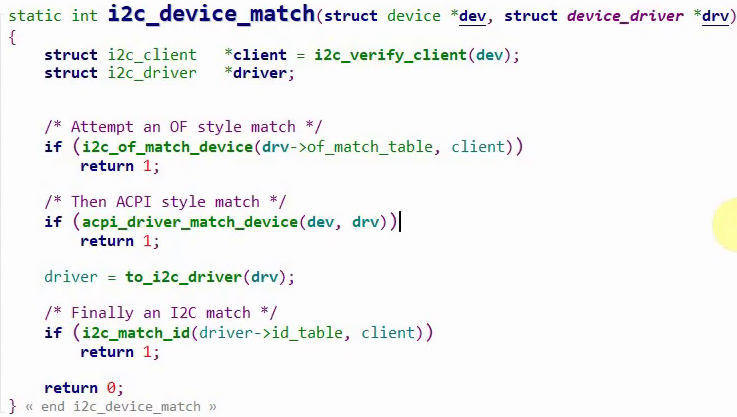 static int i2c_device_match(struct device *dev, struct device_driver *drv)
{
    struct i2c_client   *client = i2c_verify_client(dev);
    struct i2c_driver   *driver;
    /* Attempt an OF style match */
    if (i2c_of_match_device(drv->of_match_table, client))
        return 1;
    /* Then ACPI style match */
    if (acpi_driver_match_device(dev, drv))
        return 1;
    driver = to_i2c_driver(drv);
    /* Finally an I2C match */
    if (i2c_match_id(driver->id_table, client))
        return 1;
    return 0;
} « end i2c_device_match »